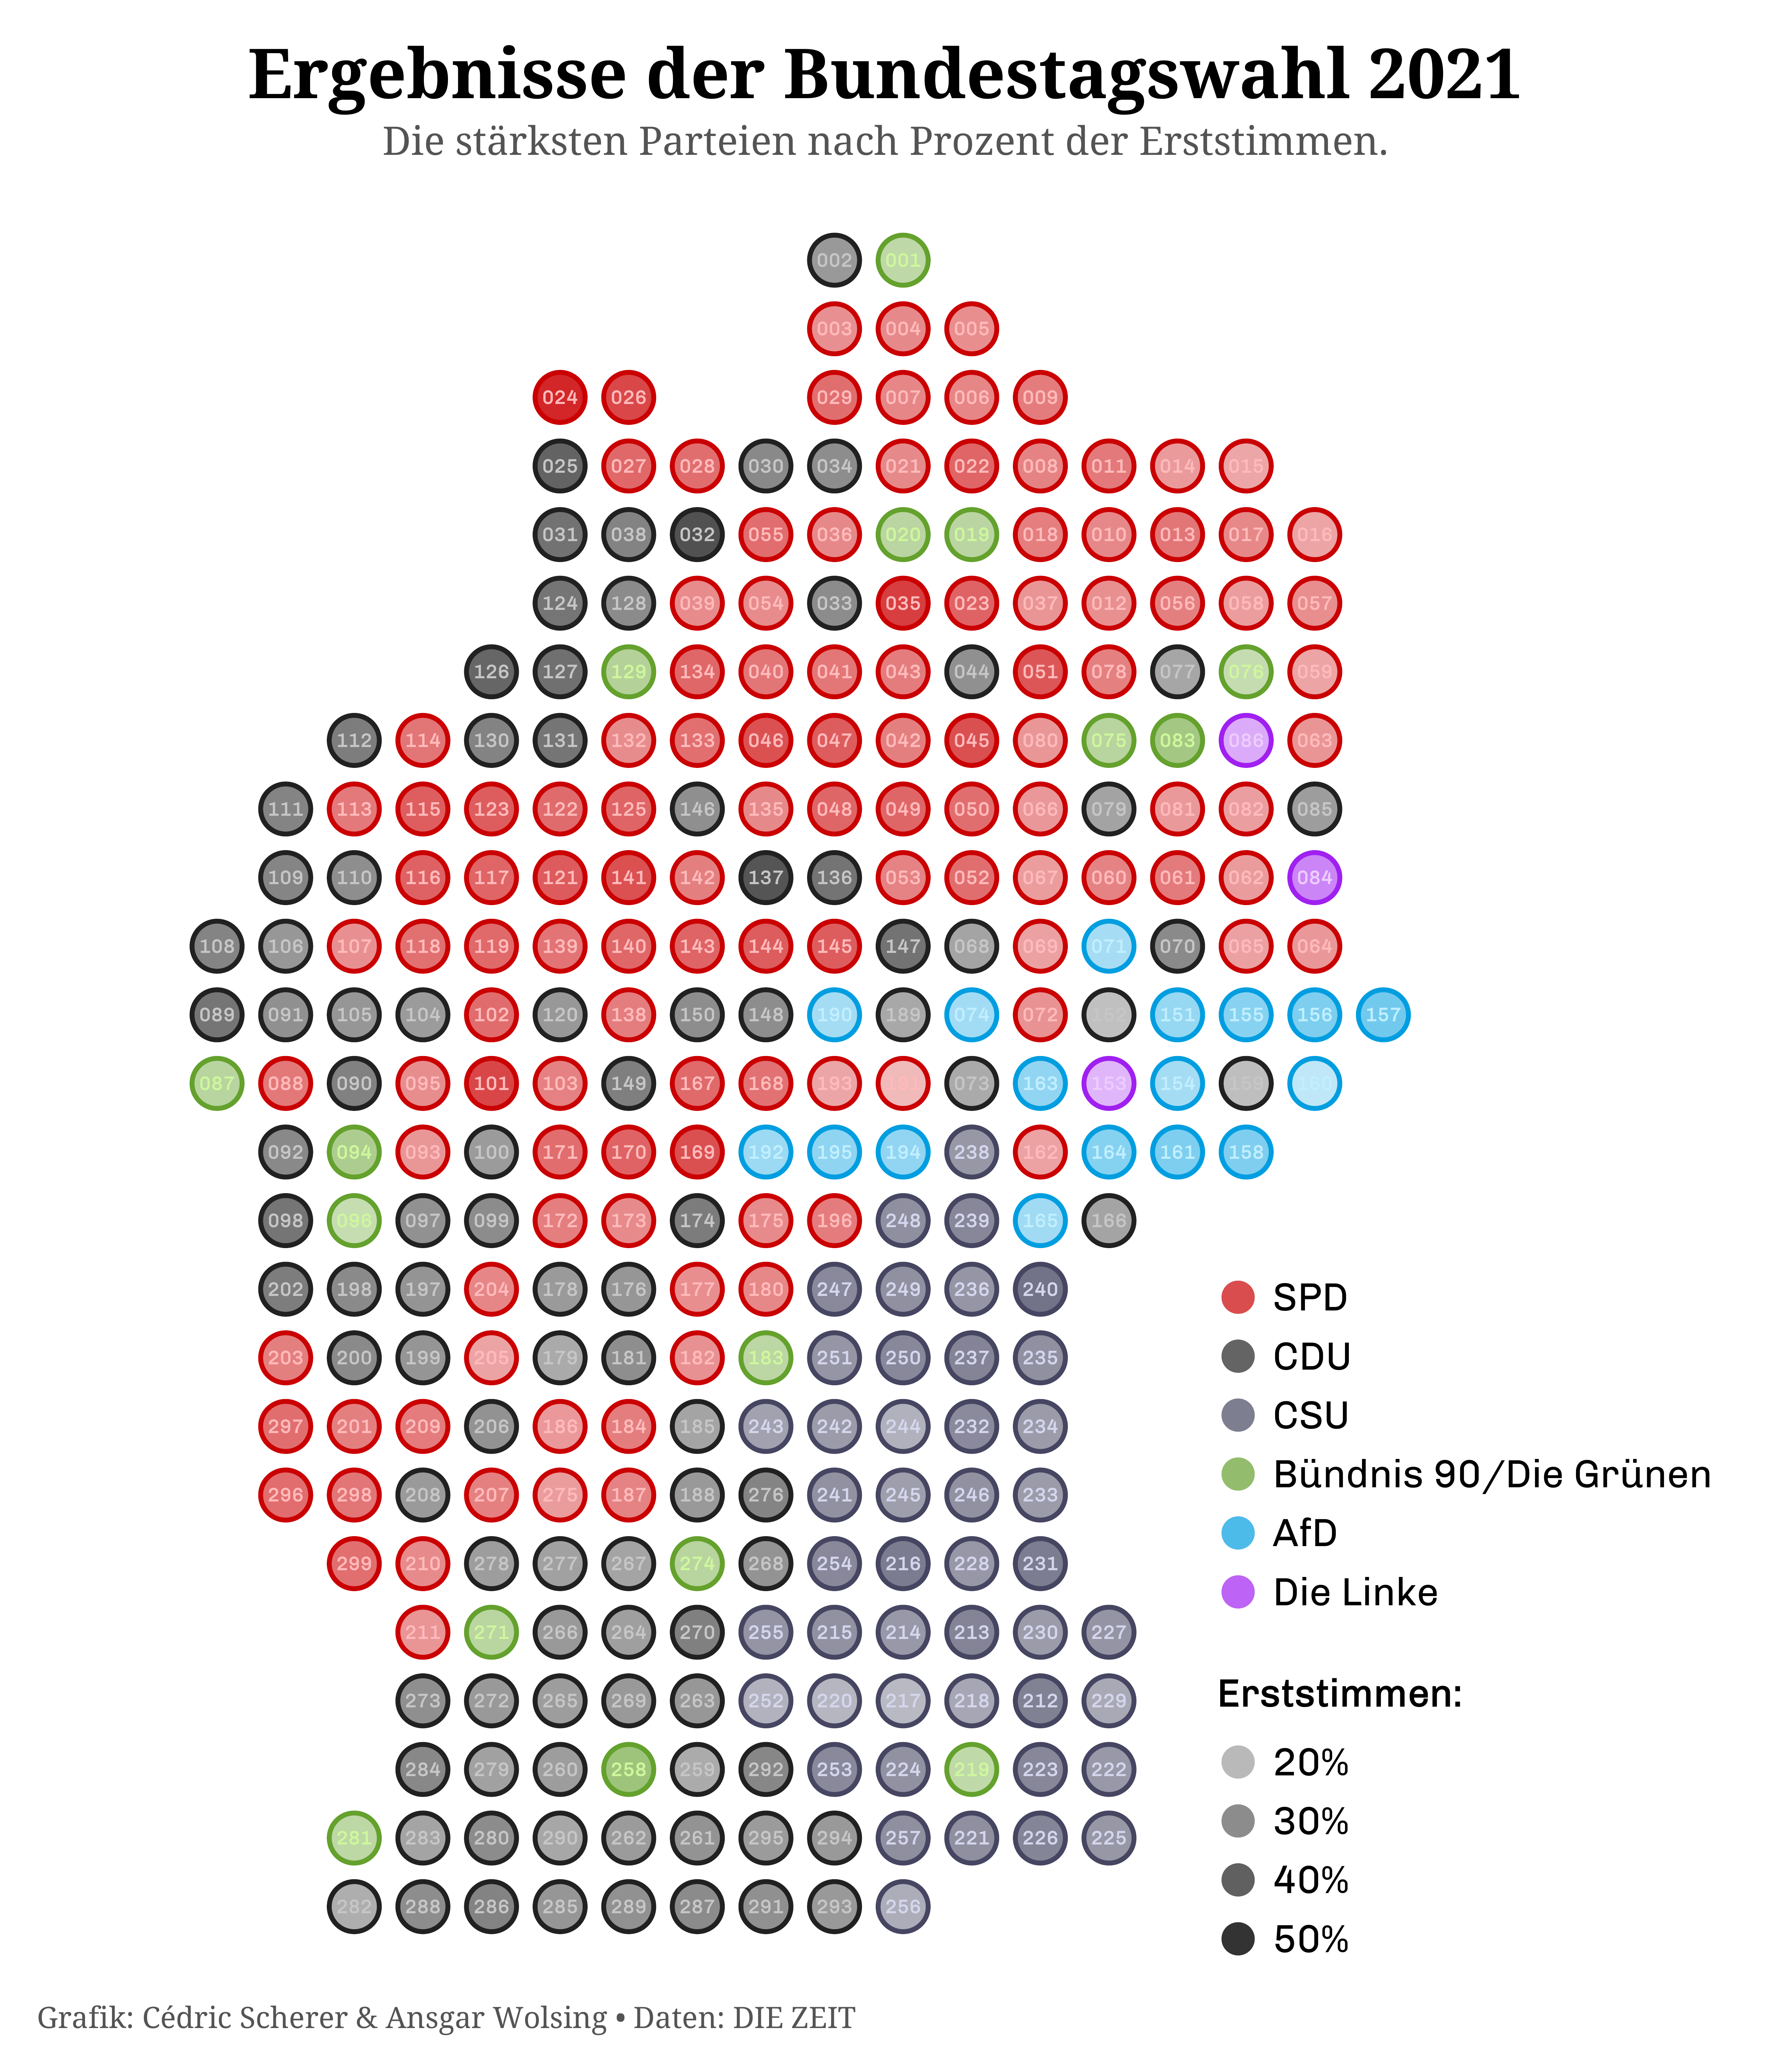 Ergebnisse der Bundestagswahl 2021
Die stärksten Parteien nach Prozent der Erststimmen.
002 001
003 004 005
024 026 029 007 006 009
025 027 028 030 034 021 022 008 011 014 015
031 038 032 055 036 020 019 018 010 013 017 016
124 128 039 054 033 035 023 037 012 056 058 057
126 127 129 134 040 041 043 044 051 078 077 076 059
112 114 130 131 132 133 046 047 042 045 080 075 083 086 063
111 113 115 123 122 125 146 135 048 049 050 066 079 081 082 085
109 110 116 117 121 141 142 137 136 053 052 067 060 061 062 084
108 106 107 118 119 139 140 143 144 145 147 068 069 071 070 065 064
089 091 105 104 102 120 138 150 148 190 189 074 072 151 155 156 157
087 088 090 095 101 103 149 167 168 193 073 163 153 154 160
092 094 093 100 171 170 169 192 195 194 238 162 164 161 158
098 096 097 099 172 173 174 175 196 248 239 165 166
202 198 197 204 178 176 177 180 247 249 236 240
203 200 199 205 179 181 182 183 251 250 237 235
297 201 209 206 186 184 185 243 242 244 232 234
296 298 208 207 275 187 188 276 241 245 246 233
299 210 278 277 267 274 268 254 216 228 231
211 271 266 264 270 255 215 214 213 230 227
273 272 265 269 263 252 220 217 218 212 229
284 279 260 258 259 292 253 224 219 223 222
281 283 280 290 262 261 295 294 257 221 226 225
282 288 286 285 289 287 291 293 256
SPD
CDU
CSU
Bündnis 90/Die Grünen
AfD
Die Linke
Erststimmen:
20%
30%
40%
50%
Grafik: Cédric Scherer & Ansgar Wolsing • Daten: DIE ZEIT